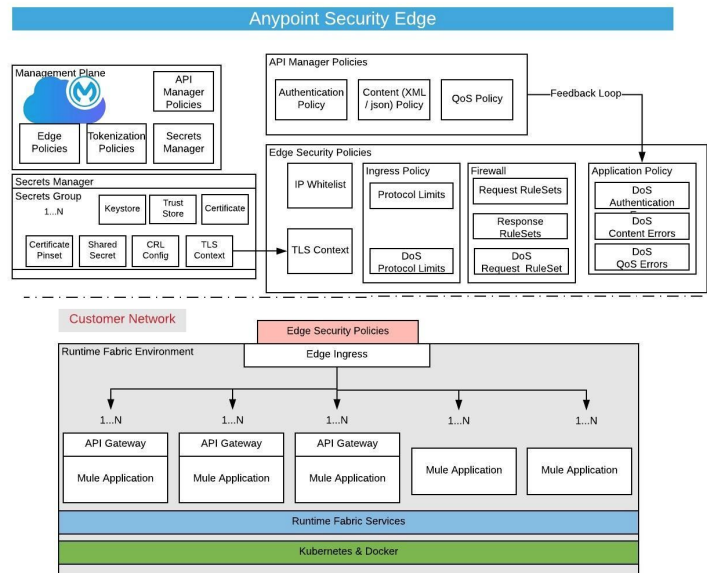 Anypoint Security Edge
Management Plane
API
Manager
Policies
Edge
Policies
Tokenization
Policies
Secrets
Manager
Secrets Manager
Secrets Group
1...N
Keystore
Trust
Store
Certificate
Certificate
Pinset
Shared
Secret
CRL
Config
TLS
Context
API Manager Policies
Authentication
Policy
Content (XML
/ json) Policy
QoS Policy
Feedback Loop
Edge Security Policies
IP Whitelist
TLS Context
Ingress Policy
Protocol Limits
DoS
Protocol Limits
Firewall
Request RuleSets
Response
RuleSets
DoS
Request RuleSet
Application Policy
DoS
Authentication
DoS
Content Errors
DoS
QoS Errors
Customer Network
Edge Security Policies
Runtime Fabric Environment
Edge Ingress
1...N
1...N
1...N
1...N
1...N
API Gateway
API Gateway
API Gateway
Mule Application
Mule Application
Mule Application
Mule Application
Mule Application
Runtime Fabric Services
Kubernetes & Docker